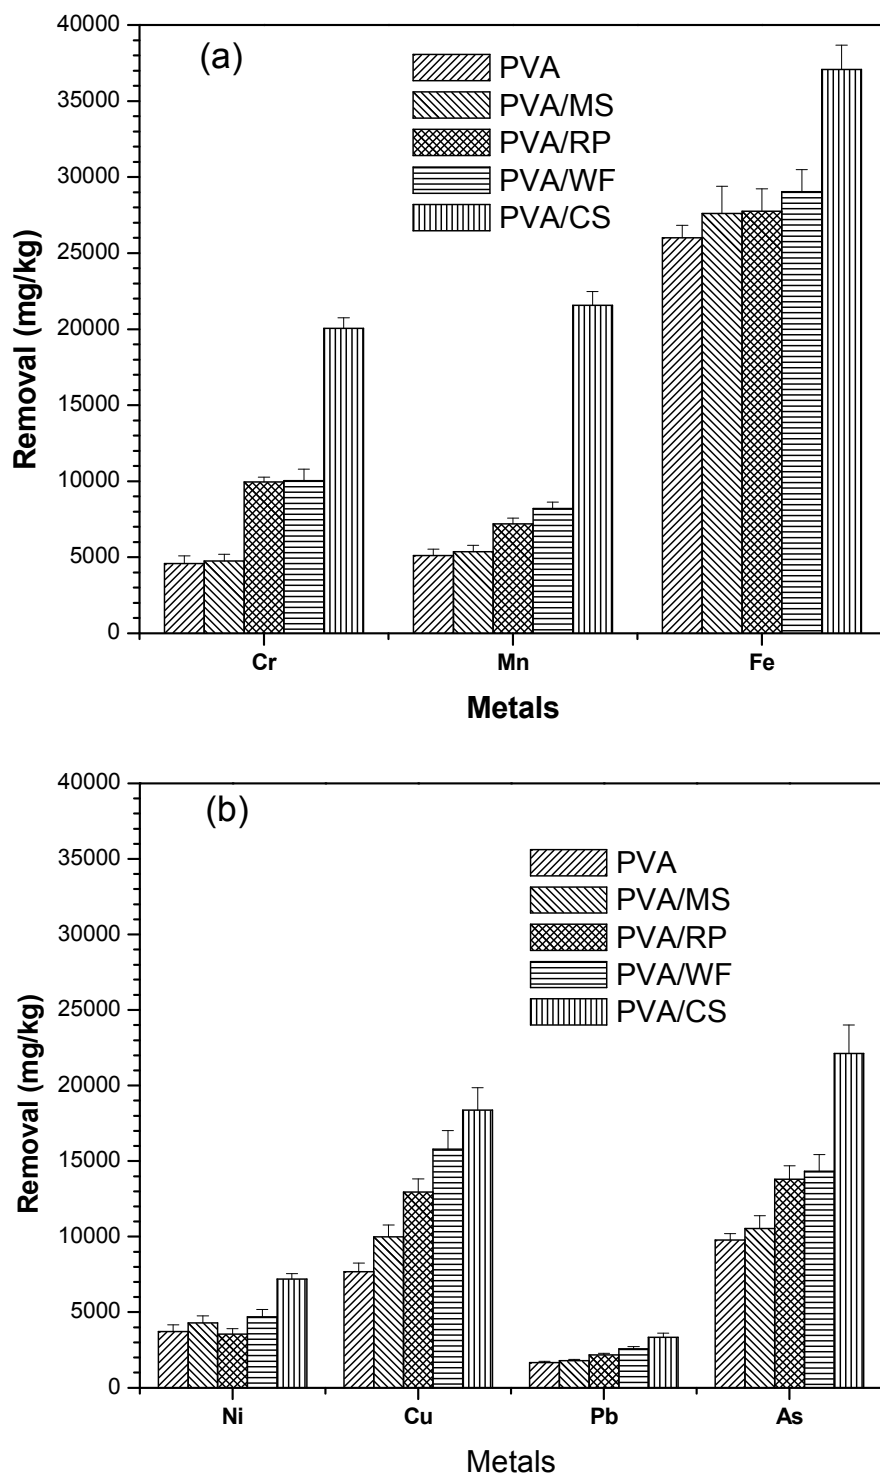 (a)
PVA
PVA/MS
PVA/RP
PVA/WF
PVA/CS
40000
35000
30000
25000
20000
15000
10000
5000
0
Removal (mg/kg)
Cr Mn Fe
Metals
(b)
PVA
PVA/MS
PVA/RP
PVA/WF
PVA/CS
40000
35000
30000
25000
20000
15000
10000
5000
0
Removal (mg/kg)
Ni Cu Pb As
Metals